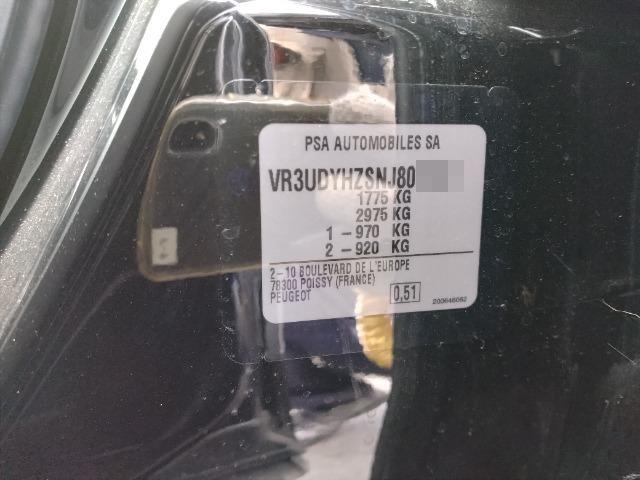 PSA AUTOMOBILES SA
VR3UDYHZSNJ80
1775 KG
2975 KG
1 - 970 KG
2 - 920 KG
2 - 10 BOULEVARD DE L'EUROPE
78300 POISSY (FRANCE)
PEUGEOT
0,51